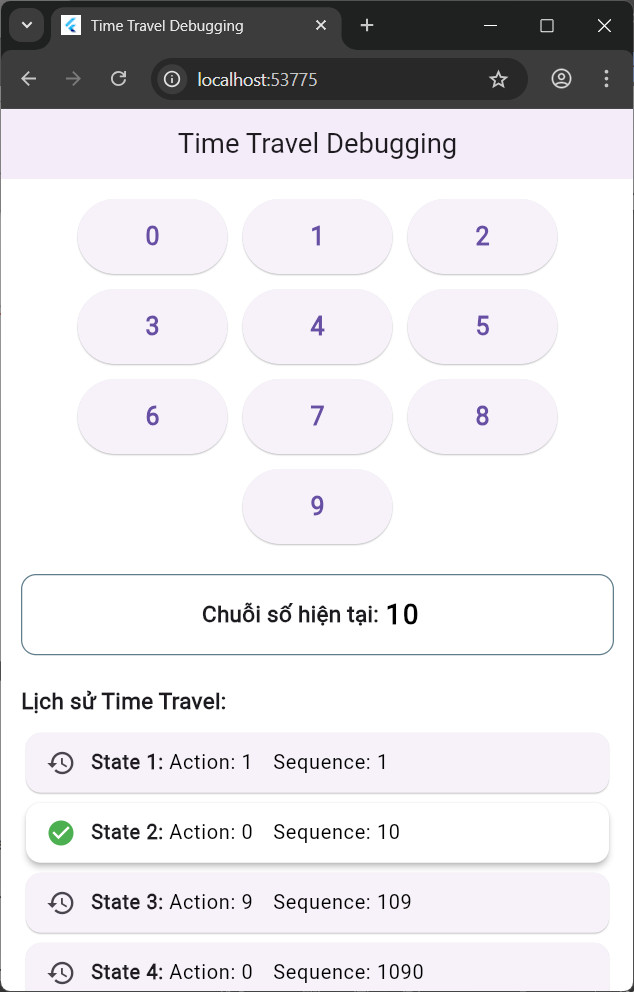 Time Travel Debugging
localhost:53775
Time Travel Debugging
0 1 2
3 4 5
6 7 8
9
Chuỗi số hiện tại: 10
Lịch sử Time Travel:
State 1: Action: 1 Sequence: 1
State 2: Action: 0 Sequence: 10
State 3: Action: 9 Sequence: 109
State 4: Action: 0 Sequence: 1090